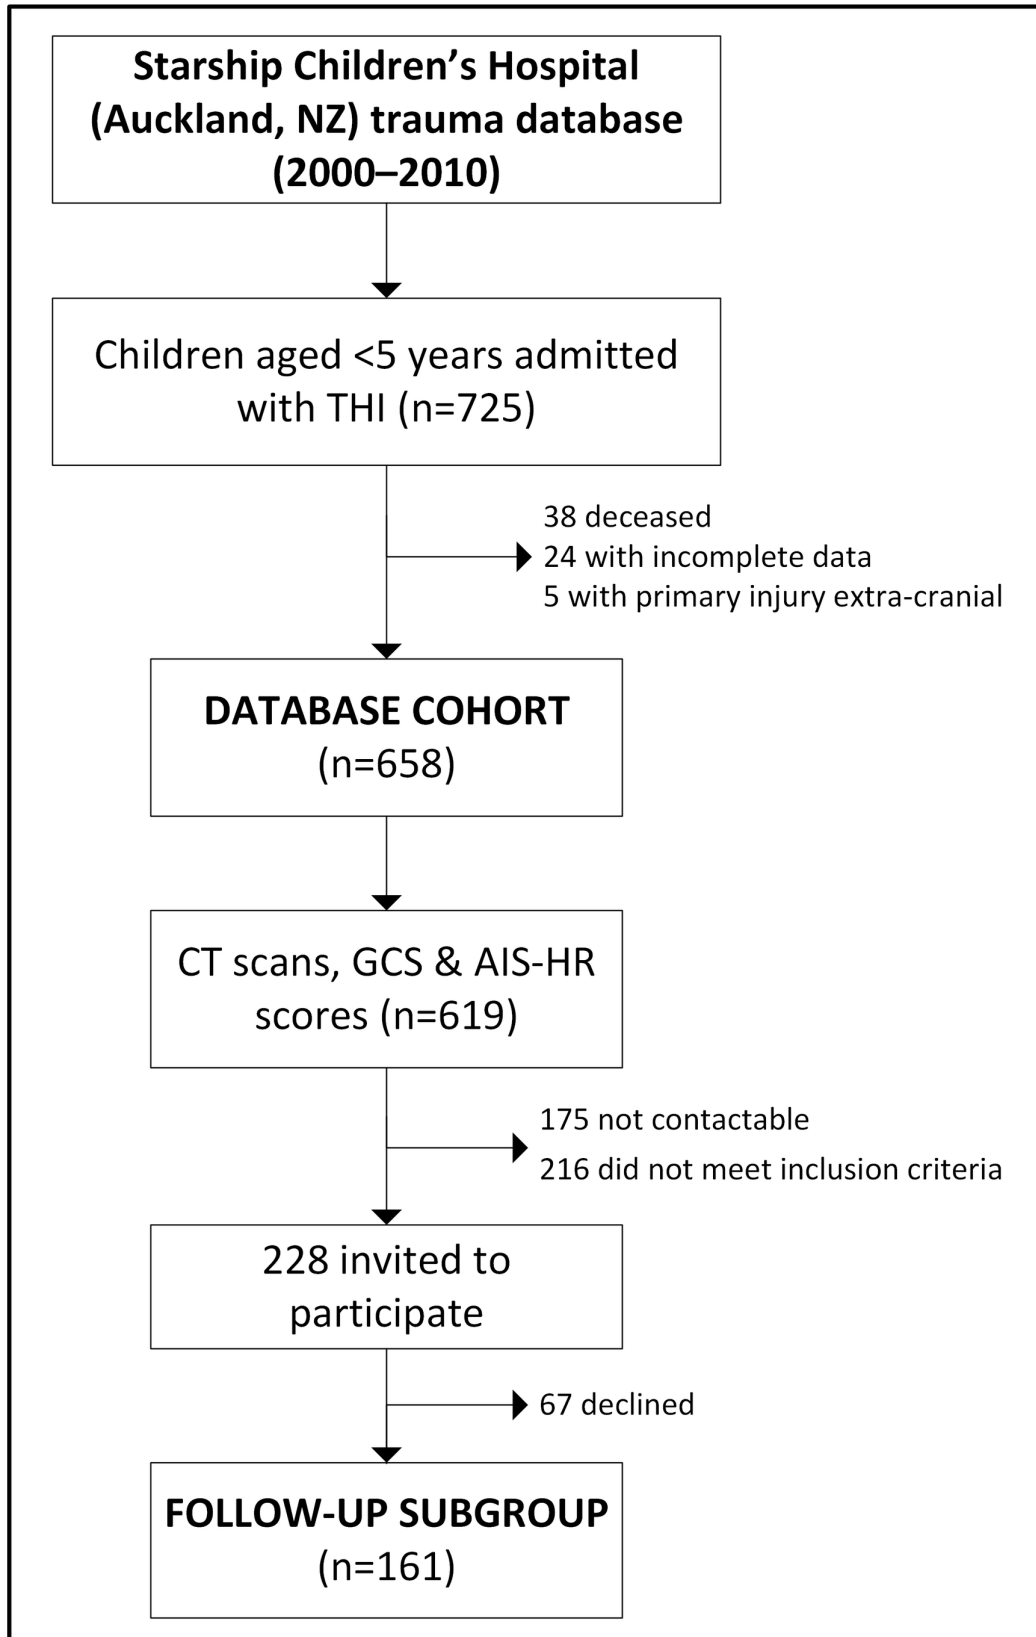 Starship Children’s Hospital
(Auckland, NZ) trauma database
(2000–2010)
Children aged <5 years admitted
with THI (n=725)
38 deceased
24 with incomplete data
5 with primary injury extra-cranial
DATABASE COHORT
(n=658)
CT scans, GCS & AIS-HR
scores (n=619)
175 not contactable
216 did not meet inclusion criteria
228 invited to
participate
67 declined
FOLLOW-UP SUBGROUP
(n=161)